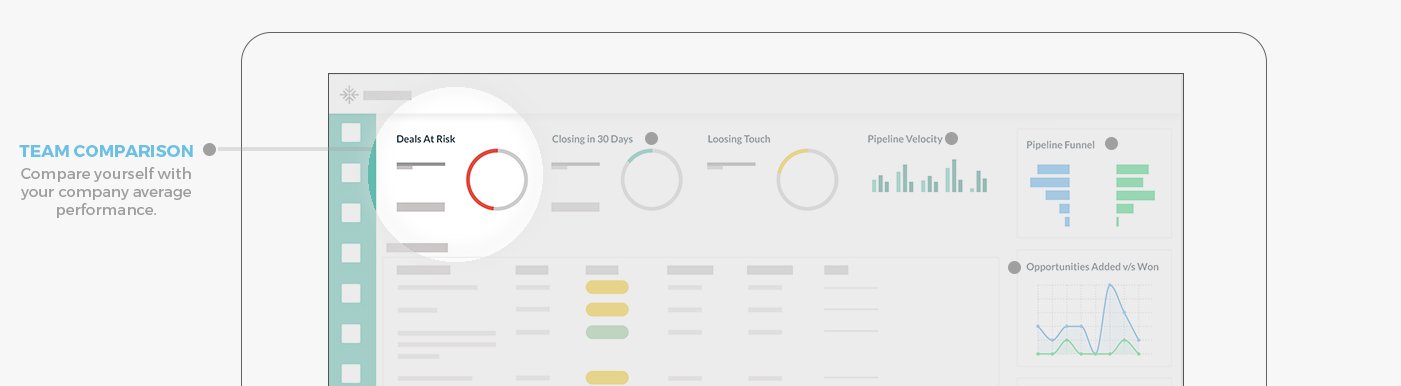 TEAM COMPARISON
Compare yourself with
your company average
performance.
Deals At Risk
Closing in 30 Days
Loosing Touch
Pipeline Velocity
Pipeline Funnel
Opportunities Added v/s Won